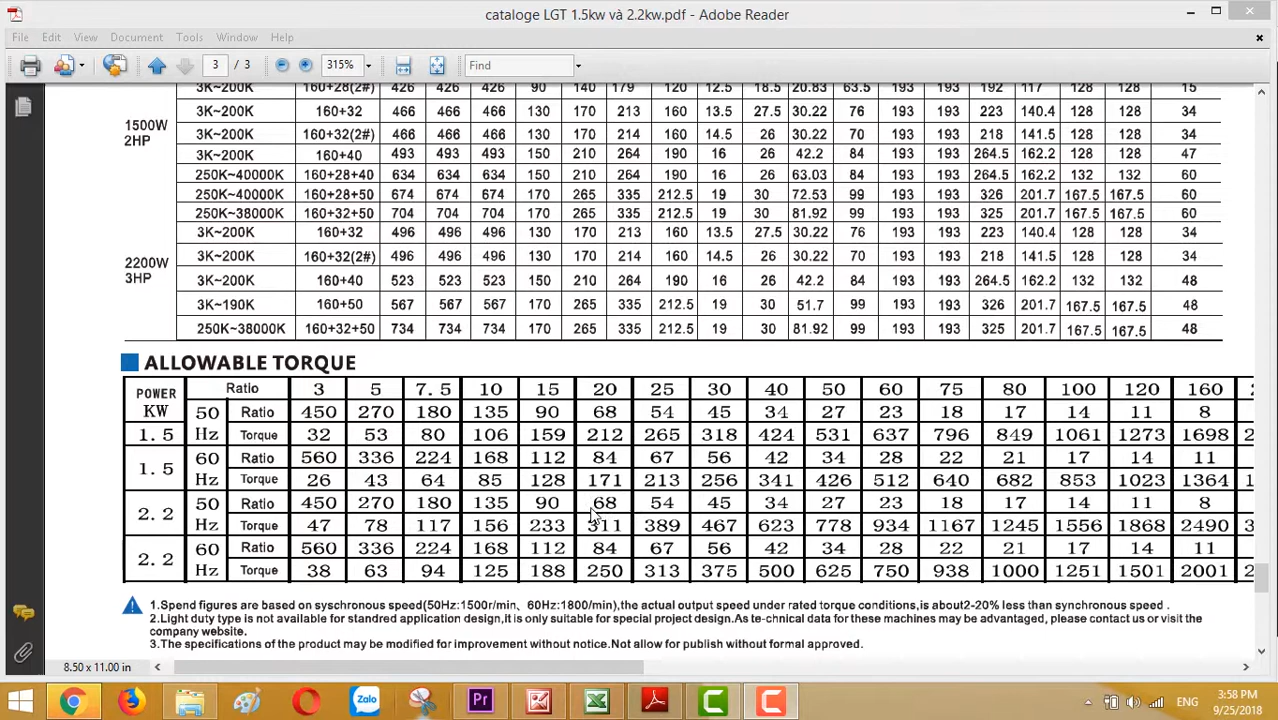 cataloge LGT 1.5kw và 2.2kw.pdf - Adobe Reader
File Edit View Document Tools Window Help
3 / 3 315% Find
3K~200K 160+28(2#) 426 426 426 90 140 179 120 12.5 18.5 20.83 63.5 193 193 192 117 128 128 15
3K~200K 160+32 466 466 466 130 170 213 160 13.5 27.5 30.22 76 193 193 223 140.4 128 128 34
1500W
2HP
3K~200K 160+32(2#) 466 466 466 130 170 214 160 14.5 26 30.22 70 193 193 218 141.5 128 128 34
3K~200K 160+40 493 493 493 150 210 264 190 16 26 42.2 84 193 193 264.5 162.2 128 128 47
250K~40000K 160+28+40 634 634 634 150 210 264 190 16 26 63.03 84 193 193 264.5 162.2 132 132 60
250K~40000K 160+28+50 674 674 674 170 265 335 212.5 19 30 72.53 99 193 193 326 201.7 167.5 167.5 60
250K~38000K 160+32+50 704 704 704 170 265 335 212.5 19 30 81.92 99 193 193 325 201.7 167.5 167.5 60
3K~200K 160+32 496 496 496 130 170 213 160 13.5 27.5 30.22 76 193 193 223 140.4 128 128 34
2200W
3HP
3K~200K 160+32(2#) 496 496 496 130 170 214 160 14.5 26 30.22 70 193 193 218 141.5 128 128 34
3K~200K 160+40 523 523 523 150 210 264 190 16 26 42.2 84 193 193 264.5 162.2 132 132 48
3K~190K 160+50 567 567 567 170 265 335 212.5 19 30 51.7 99 193 193 326 201.7 167.5 167.5 48
250K~38000K 160+32+50 734 734 734 170 265 335 212.5 19 30 81.92 99 193 193 325 201.7 167.5 167.5 48
ALLOWABLE TORQUE
POWER KW Ratio 3 5 7.5 10 15 20 25 30 40 50 60 75 80 100 120 160
50 Hz Ratio 450 270 180 135 90 68 54 45 34 27 23 18 17 14 11 8
1.5 Torque 32 53 80 106 159 212 265 318 424 531 637 796 849 1061 1273 1698
1.5 60 Hz Ratio 560 336 224 168 112 84 67 56 42 34 28 22 21 17 14 11
Torque 26 43 64 85 128 171 213 256 341 426 512 640 682 853 1023 1364
2.2 50 Hz Ratio 450 270 180 135 90 68 54 45 34 27 23 18 17 14 11 8
Torque 47 78 117 156 233 311 389 467 623 778 934 1167 1245 1556 1868 2490
2.2 60 Hz Ratio 560 336 224 168 112 84 67 56 42 34 28 22 21 17 14 11
Torque 38 63 94 125 188 250 313 375 500 625 750 938 1000 1251 1501 2001
1.Spend figures are based on syschronous speed(50Hz:1500r/min、60Hz:1800/min),the actual output speed under rated torque conditions,is about2-20% less than synchronous speed .
2.Light duty type is not available for standred application design,it is only suitable for special project design.As te-chnical data for these machines may be advantaged, please contact us or visit the
company website.
3.The specifications of the product may be modified for improvement without notice.Not allow for publish without formal approved.
8.50 x 11.00 in
Zalo Pr
ENG 3:58 PM
9/25/2018